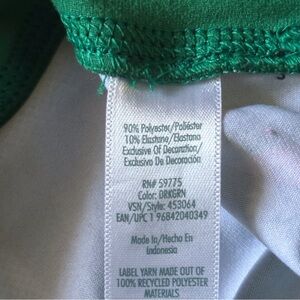 90% Polyester/Poliéster
10% Elastane/Elastano
Exclusive Of Decoration/
Exclusivo De Decoración
RN# 59775
Color: DRKGRN
VSN/Style: 453064
EAN/UPC 1 96842040349
Made in/Hecho En
Indonesia
LABEL YARN MADE OUT OF
100% RECYCLED POLYESTER
MATERIALS